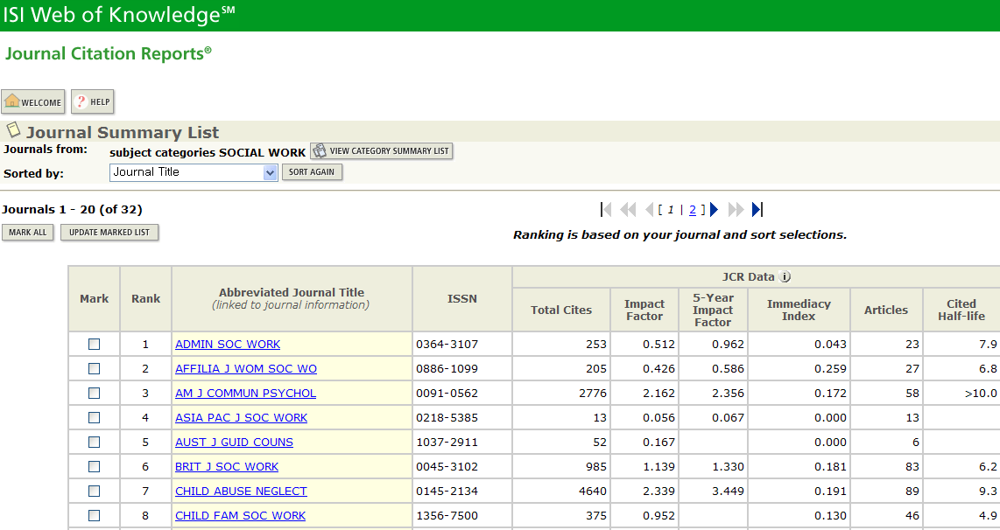 ISI Web of Knowledge℠
Journal Citation Reports®
WELCOME ? HELP
Journal Summary List
Journals from: subject categories SOCIAL WORK VIEW CATEGORY SUMMARY LIST
Sorted by: Journal Title SORT AGAIN
Journals 1 - 20 (of 32) [ 1 | 2 ]
MARK ALL UPDATE MARKED LIST Ranking is based on your journal and sort selections.
Mark Rank Abbreviated Journal Title (linked to journal information) ISSN JCR Data i
Total Cites Impact Factor 5-Year Impact Factor Immediacy Index Articles Cited Half-life
1 ADMIN SOC WORK 0364-3107 253 0.512 0.962 0.043 23 7.9
2 AFFILIA J WOM SOC WO 0886-1099 205 0.426 0.586 0.259 27 6.8
3 AM J COMMUN PSYCHOL 0091-0562 2776 2.162 2.356 0.172 58 >10.0
4 ASIA PAC J SOC WORK 0218-5385 13 0.056 0.067 0.000 13
5 AUST J GUID COUNS 1037-2911 52 0.167 0.000 6
6 BRIT J SOC WORK 0045-3102 985 1.139 1.330 0.181 83 6.2
7 CHILD ABUSE NEGLECT 0145-2134 4640 2.339 3.449 0.191 89 9.3
8 CHILD FAM SOC WORK 1356-7500 375 0.952 0.130 46 4.9